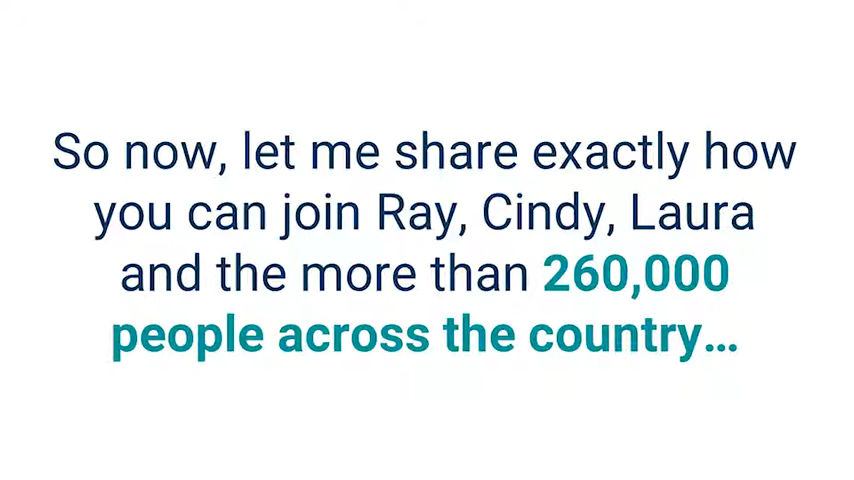 So now, let me share exactly how
you can join Ray, Cindy, Laura
and the more than 260,000
people across the country…